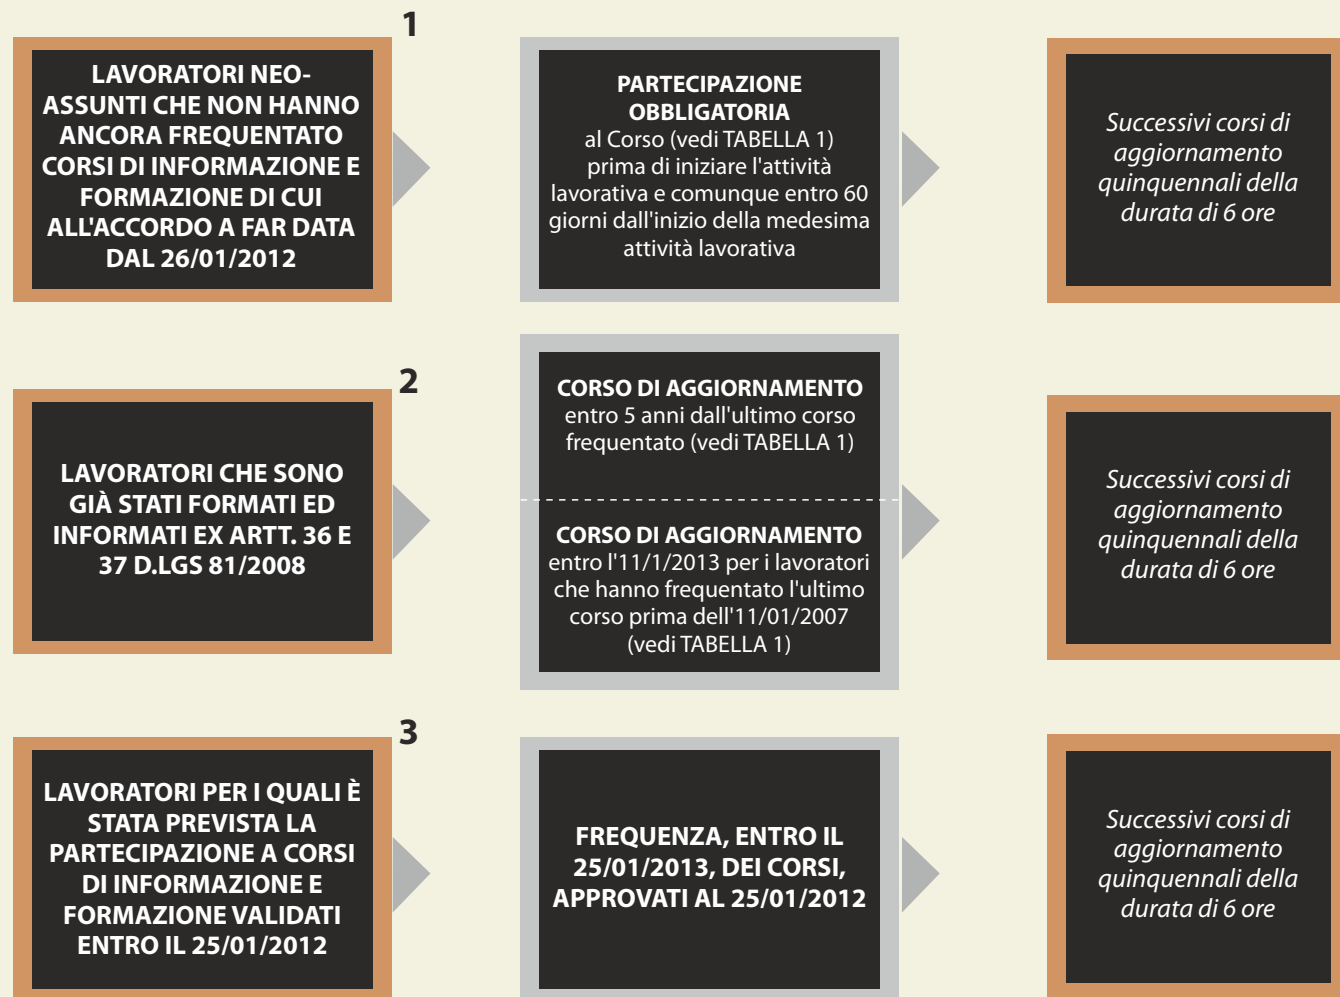 1
LAVORATORI NEO-
ASSUNTI CHE NON HANNO
ANCORA FREQUENTATO
CORSI DI INFORMAZIONE E
FORMAZIONE DI CUI
ALL'ACCORDO A FAR DATA
DAL 26/01/2012
PARTECIPAZIONE
OBBLIGATORIA
al Corso (vedi TABELLA 1)
prima di iniziare l'attività
lavorativa e comunque entro 60
giorni dall'inizio della medesima
attività lavorativa
Successivi corsi di
aggiornamento
quinquennali della
durata di 6 ore
2
LAVORATORI CHE SONO
GIÀ STATI FORMATI ED
INFORMATI EX ARTT. 36 E
37 D.LGS 81/2008
CORSO DI AGGIORNAMENTO
entro 5 anni dall'ultimo corso
frequentato (vedi TABELLA 1)
CORSO DI AGGIORNAMENTO
entro l'11/1/2013 per i lavoratori
che hanno frequentato l'ultimo
corso prima dell'11/01/2007
(vedi TABELLA 1)
Successivi corsi di
aggiornamento
quinquennali della
durata di 6 ore
3
LAVORATORI PER I QUALI È
STATA PREVISTA LA
PARTECIPAZIONE A CORSI
DI INFORMAZIONE E
FORMAZIONE VALIDATI
ENTRO IL 25/01/2012
FREQUENZA, ENTRO IL
25/01/2013, DEI CORSI,
APPROVATI AL 25/01/2012
Successivi corsi di
aggiornamento
quinquennali della
durata di 6 ore